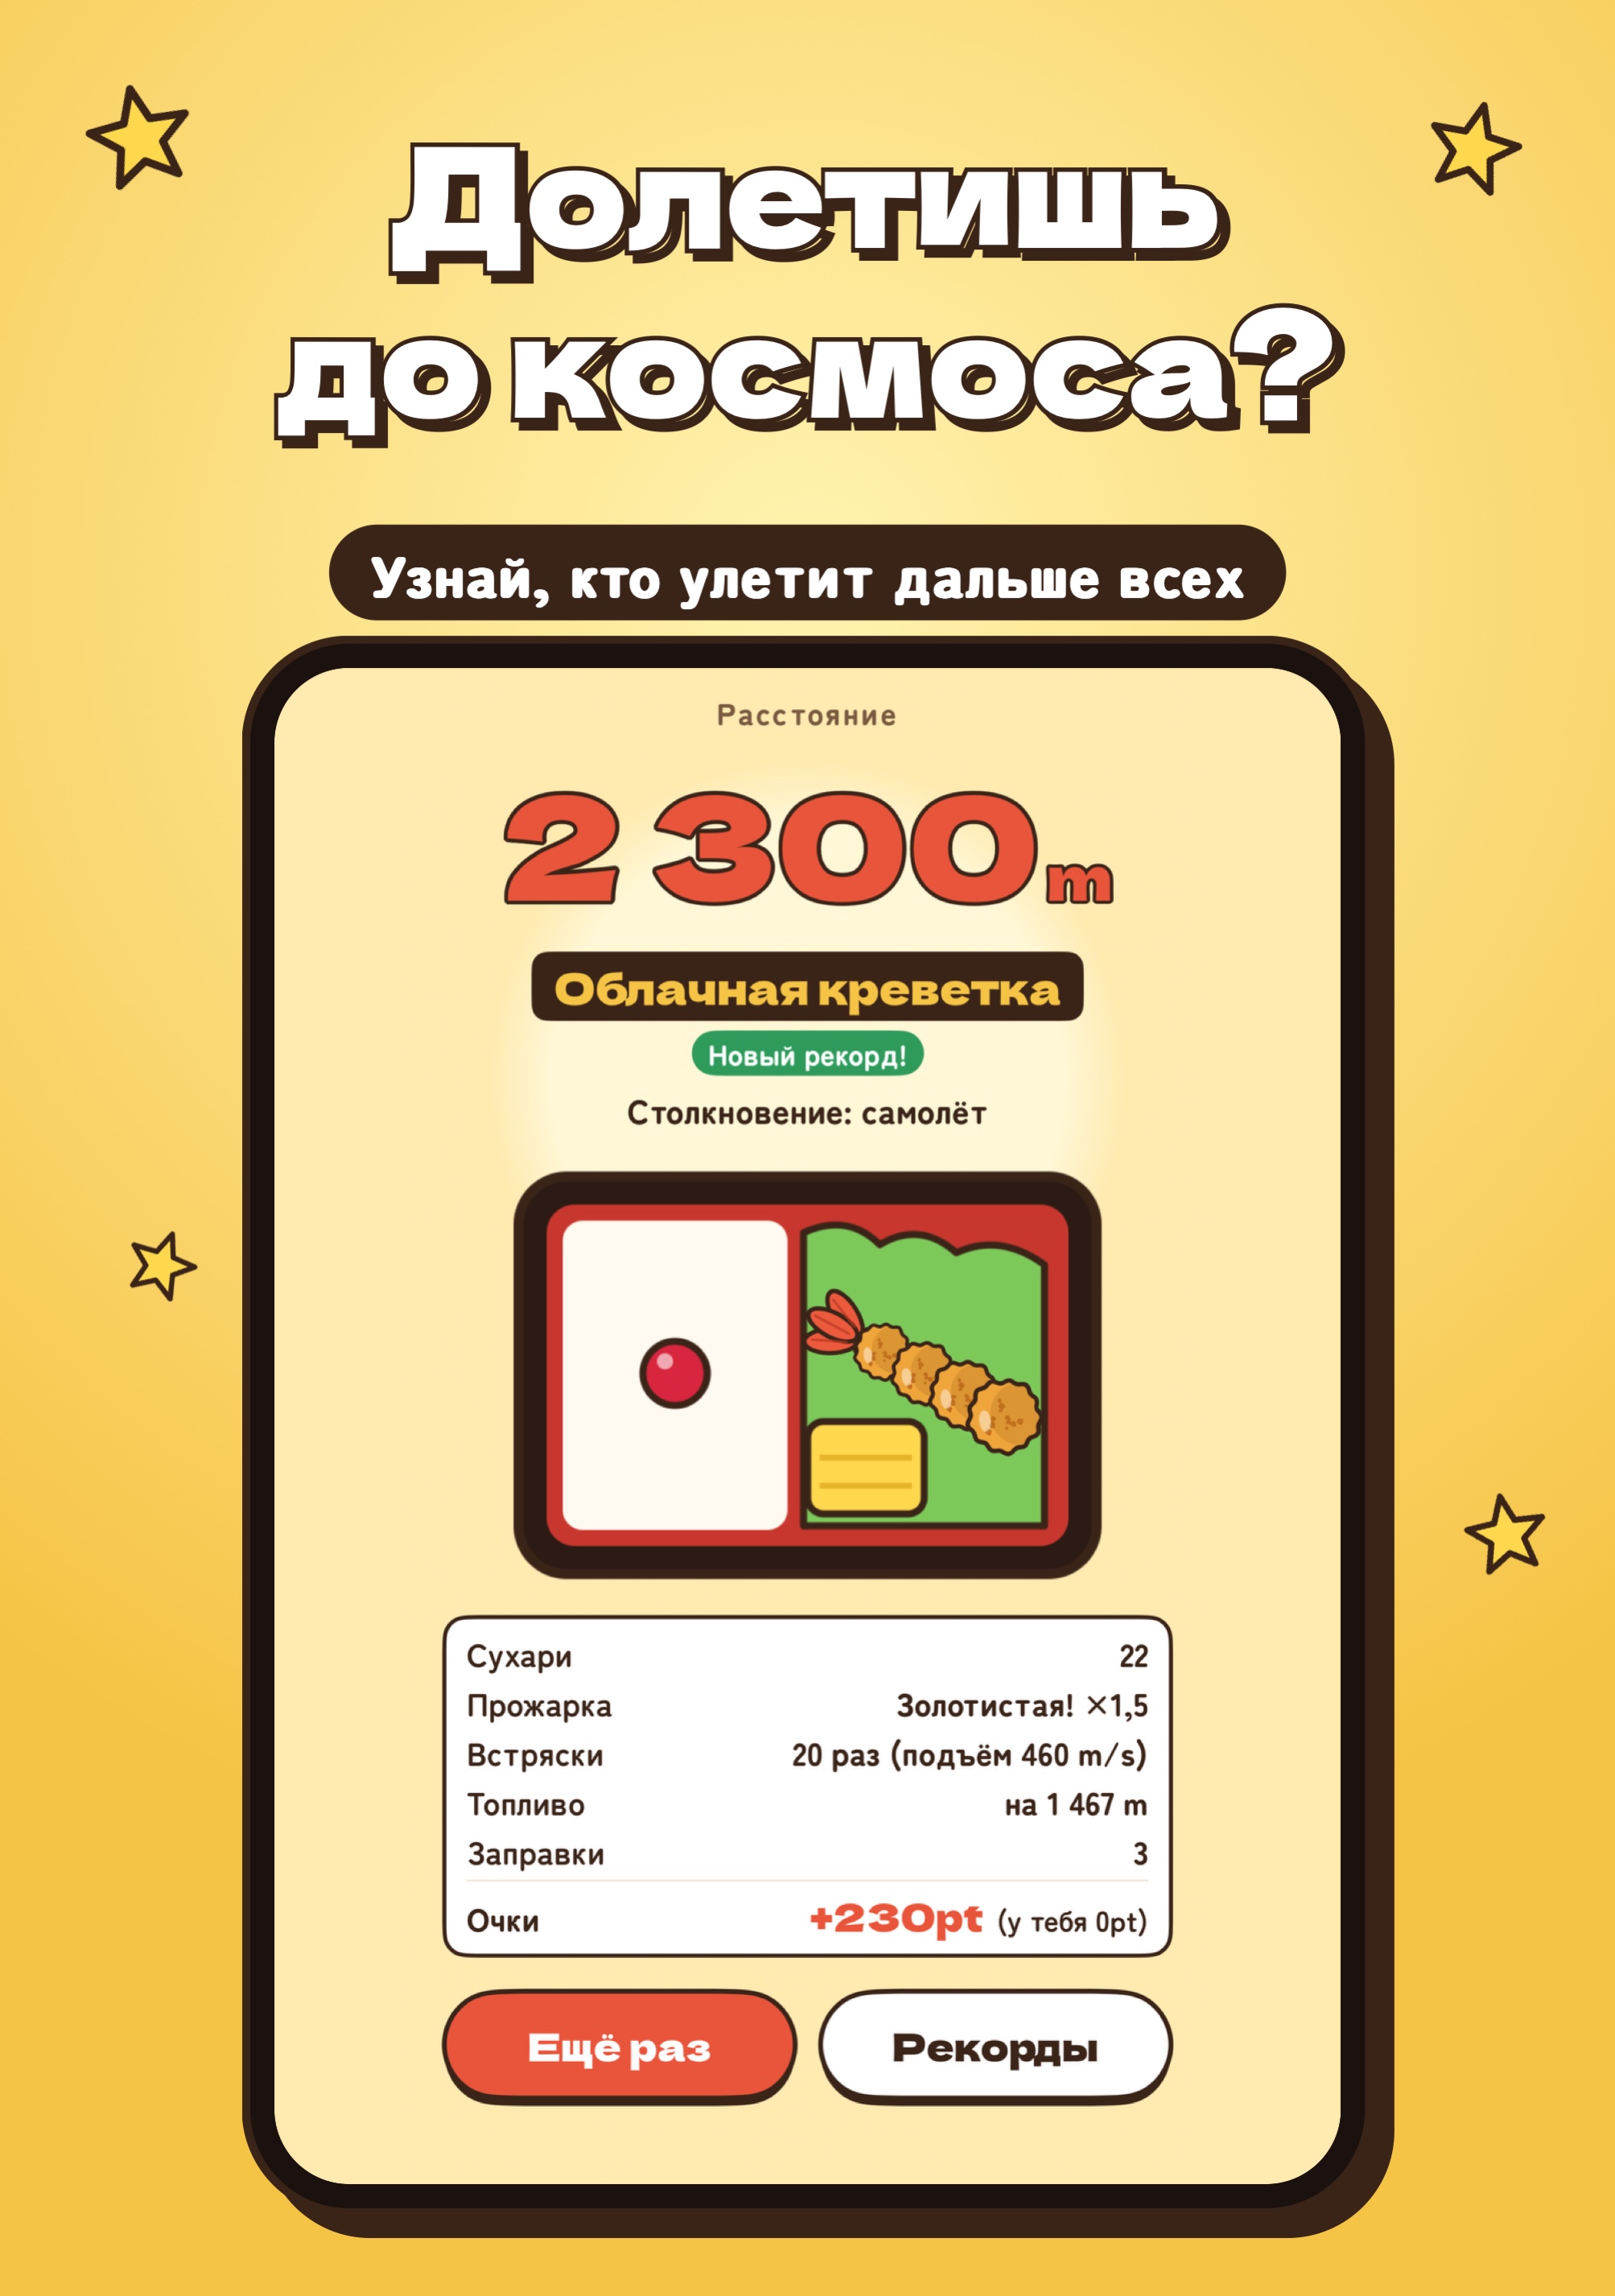 Долетишь
до космоса?
Узнай, кто улетит дальше всех
Расстояние
2 300 m
Облачная креветка
Новый рекорд!
Столкновение: самолёт
Сухари 22
Прожарка Золотистая! ×1,5
Встряски 20 раз (подъём 460 m/s)
Топливо на 1 467 m
Заправки 3
Очки +230pt (у тебя 0pt)
Ещё раз Рекорды